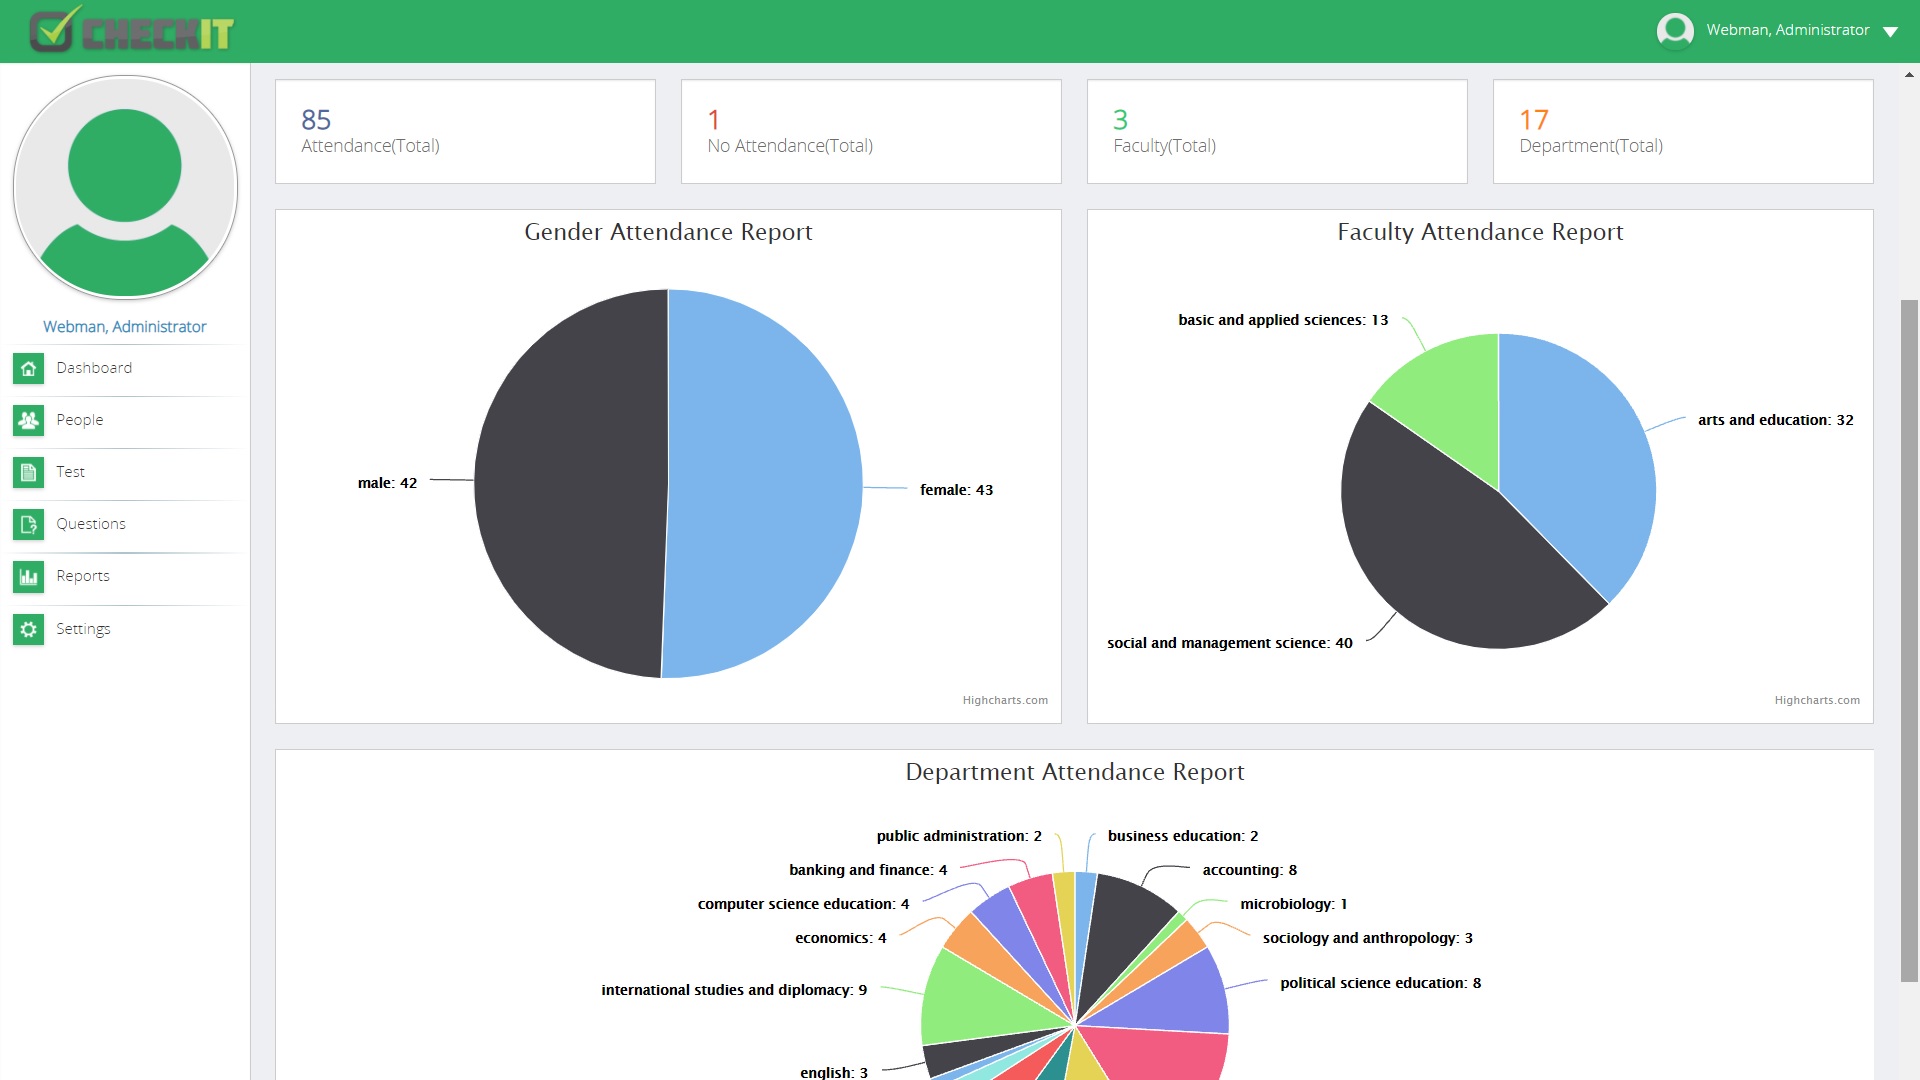 CHECKIT
Webman, Administrator
Webman, Administrator
Dashboard
People
Test
Questions
Reports
Settings
85
Attendance(Total)
1
No Attendance(Total)
3
Faculty(Total)
17
Department(Total)
Gender Attendance Report
male: 42
female: 43
Highcharts.com
Faculty Attendance Report
basic and applied sciences: 13
arts and education: 32
social and management science: 40
Highcharts.com
Department Attendance Report
public administration: 2
business education: 2
banking and finance: 4
accounting: 8
computer science education: 4
microbiology: 1
economics: 4
sociology and anthropology: 3
international studies and diplomacy: 9
political science education: 8
english: 3